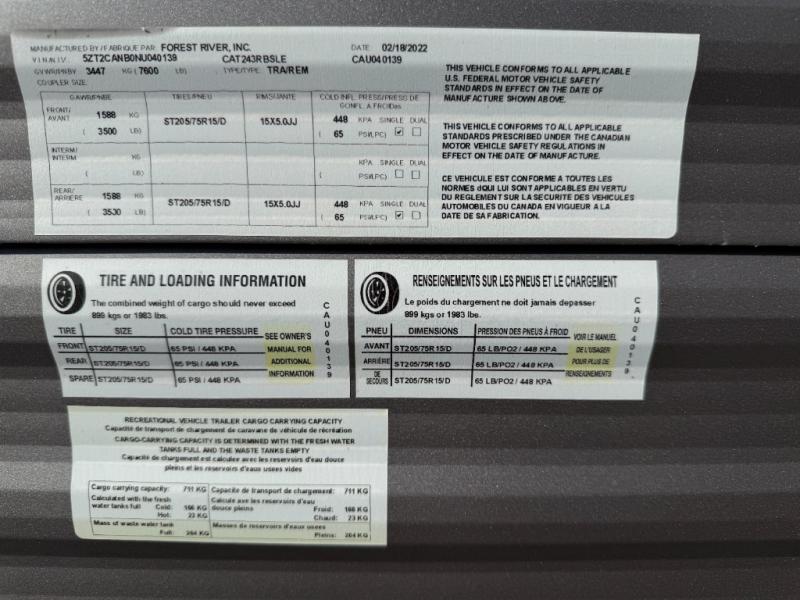 MANUFACTURED BY / FABRIQUE PAR FOREST RIVER, INC. DATE 02/18/2022
V.I.N./N.I.V. 5ZT2CANB0NU040139 CAT243RBSLE CAU040139
GVWR/PNBV 3447 KG ( 7600 LB) TYPE/TYPE TRA/REM
COUPLER SIZE:
GAWR/PNBE TIRES/PNEU RIMS/JANTE COLD INFL. PRESS/PRESS DE GONFL. A FROID
FRONT/AVANT 1588 KG ST205/75R15/D 15X5.0JJ 448 KPA SINGLE DUAL
( 3500 LB) ( 65 PSI/LPC)
INTERM/INTERM KG KPA SINGLE DUAL
( LB) ( PSI/LPC)
REAR/ARRIÈRE 1588 KG ST205/75R15/D 15X5.0JJ 448 KPA SINGLE DUAL
( 3500 LB) ( 65 PSI/LPC)
THIS VEHICLE CONFORMS TO ALL APPLICABLE
U.S. FEDERAL MOTOR VEHICLE SAFETY
STANDARDS IN EFFECT ON THE DATE OF
MANUFACTURE SHOWN ABOVE.
THIS VEHICLE CONFORMS TO ALL APPLICABLE
STANDARDS PRESCRIBED UNDER THE CANADIAN
MOTOR VEHICLE SAFETY REGULATIONS IN
EFFECT ON THE DATE OF MANUFACTURE.
CE VEHICULE EST CONFORME A TOUTES LES
NORMES dQUI LUI SONT APPLICABLES EN VERTU
DU REGLEMENT SUR LA SECURITE DES VEHICULES
AUTOMOBILES DU CANADA EN VIGUEUR A LA
DATE DE SA FABRICATION.
TIRE AND LOADING INFORMATION
The combined weight of cargo should never exceed
899 kgs or 1983 lbs.
TIRE SIZE COLD TIRE PRESSURE
FRONT ST205/75R15/D 65 PSI / 448 KPA
REAR ST205/75R15/D 65 PSI / 448 KPA
SPARE ST205/75R15/D 65 PSI / 448 KPA
SEE OWNER'S
MANUAL FOR
ADDITIONAL
INFORMATION
CAU040139
RENSEIGNEMENTS SUR LES PNEUS ET LE CHARGEMENT
Le poids du chargement ne doit jamais depasser
899 kgs or 1983 lbs.
PNEU DIMENSIONS PRESSION DES PNEUS À FROID
AVANT ST205/75R15/D 65 LB/PO2 / 448 KPA
ARRIÈRE ST205/75R15/D 65 LB/PO2 / 448 KPA
DE SECOURS ST205/75R15/D 65 LB/PO2 / 448 KPA
VOIR LE MANUEL
DE L'USAGER
POUR PLUS DE
RENSEIGNEMENTS
CAU040139
RECREATIONAL VEHICLE TRAILER CARGO CARRYING CAPACITY
Capacite de transport de chargement de caravane de véhicule de récréation
CARGO-CARRYING CAPACITY IS DETERMINED WITH THE FRESH WATER
TANKS FULL AND THE WASTE TANKS EMPTY
Capacite de chargement est calculee avec les reservoirs d'eau douce
pleins et les reservoirs d'eaux usees vides
Cargo carrying capacity: 711 KG
Calculated with the fresh
water tanks full Cold: 166 KG
Hot: 23 KG
Mass of waste water tank
Full: 264 KG
Capacite de transport de chargement: 711 KG
Calcule avec les reservoirs d'eau
douce pleins Froid: 166 KG
Chaud: 23 KG
Masses de reservoirs d'eaux usees
Pleins: 264 KG